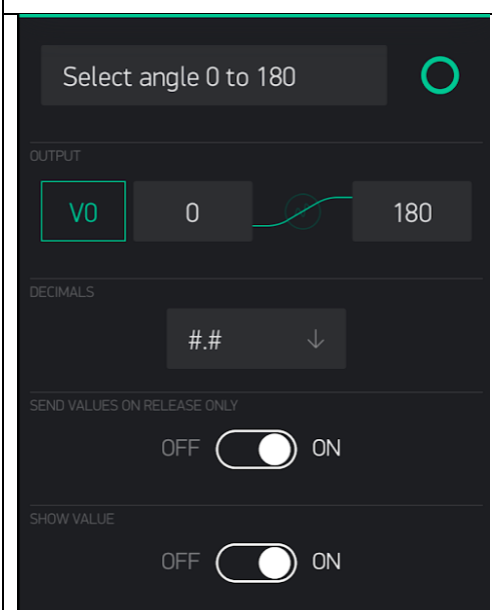 Select angle 0 to 180
OUTPUT
V0 0 180
DECIMALS
#.#
SEND VALUES ON RELEASE ONLY
OFF ON
SHOW VALUE
OFF ON